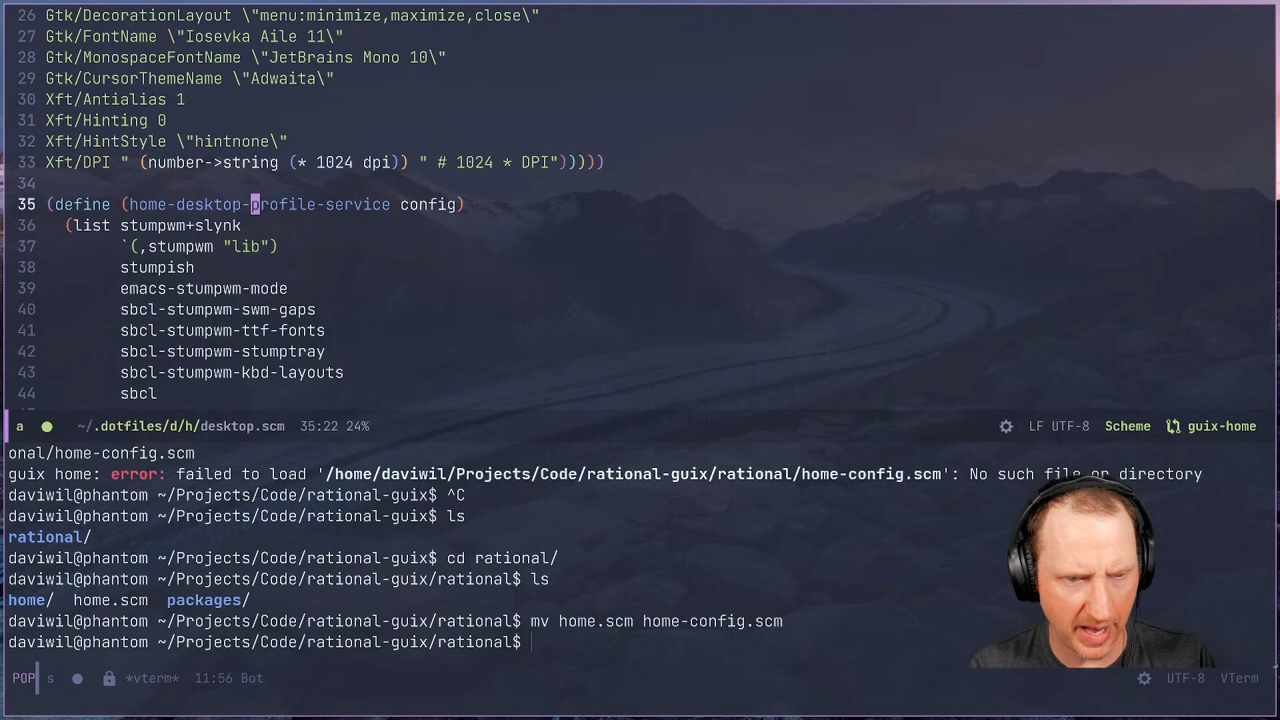 26 Gtk/DecorationLayout \"menu:minimize,maximize,close\"
27 Gtk/FontName \"Iosevka Aile 11\"
28 Gtk/MonospaceFontName \"JetBrains Mono 10\"
29 Gtk/CursorThemeName \"Adwaita\"
30 Xft/Antialias 1
31 Xft/Hinting 0
32 Xft/HintStyle \"hintnone\"
33 Xft/DPI " (number->string (* 1024 dpi)) " # 1024 * DPI")))))
34
35 (define (home-desktop-profile-service config)
36   (list stumpwm+slynk
37         `(,stumpwm "lib")
38         stumpish
39         emacs-stumpwm-mode
40         sbcl-stumpwm-swm-gaps
41         sbcl-stumpwm-ttf-fonts
42         sbcl-stumpwm-stumptray
43         sbcl-stumpwm-kbd-layouts
44         sbcl
a ~/.dotfiles/d/h/desktop.scm 35:22 24% LF UTF-8 Scheme guix-home
onal/home-config.scm
guix home: error: failed to load '/home/daviwil/Projects/Code/rational-guix/rational/home-config.scm': No such file or directory
daviwil@phantom ~/Projects/Code/rational-guix$ ^C
daviwil@phantom ~/Projects/Code/rational-guix$ ls
rational/
daviwil@phantom ~/Projects/Code/rational-guix$ cd rational/
daviwil@phantom ~/Projects/Code/rational-guix/rational$ ls
home/  home.scm  packages/
daviwil@phantom ~/Projects/Code/rational-guix/rational$ mv home.scm home-config.scm
daviwil@phantom ~/Projects/Code/rational-guix/rational$
POP s *vterm* 11:56 Bot UTF-8 VTerm